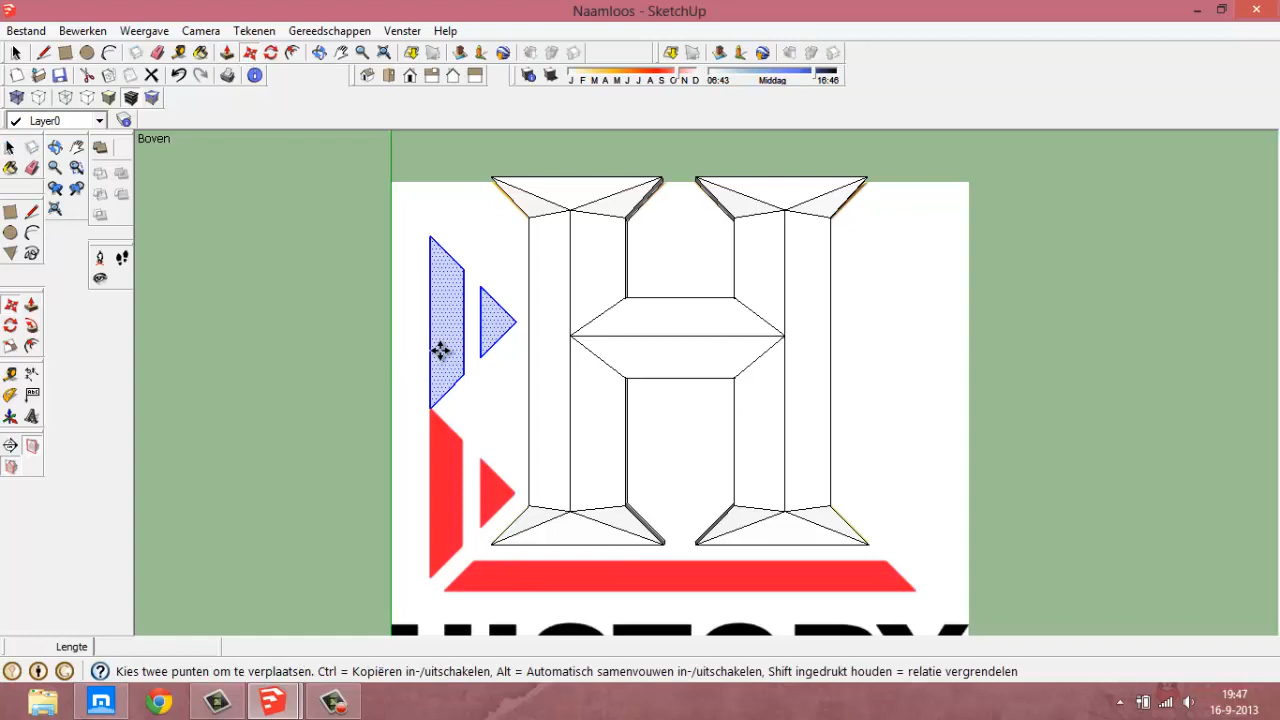 Naamloos - SketchUp
Bestand Bewerken Weergave Camera Tekenen Gereedschappen Venster Help
J F M A M J J A S O N D 06:43 Middag 16:46
Layer0
Boven
HISTORY
Lengte
Kies twee punten om te verplaatsen. Ctrl = Kopiëren in-/uitschakelen, Alt = Automatisch samenvouwen in-/uitschakelen, Shift ingedrukt houden = relatie vergrendelen
19:47
16-9-2013